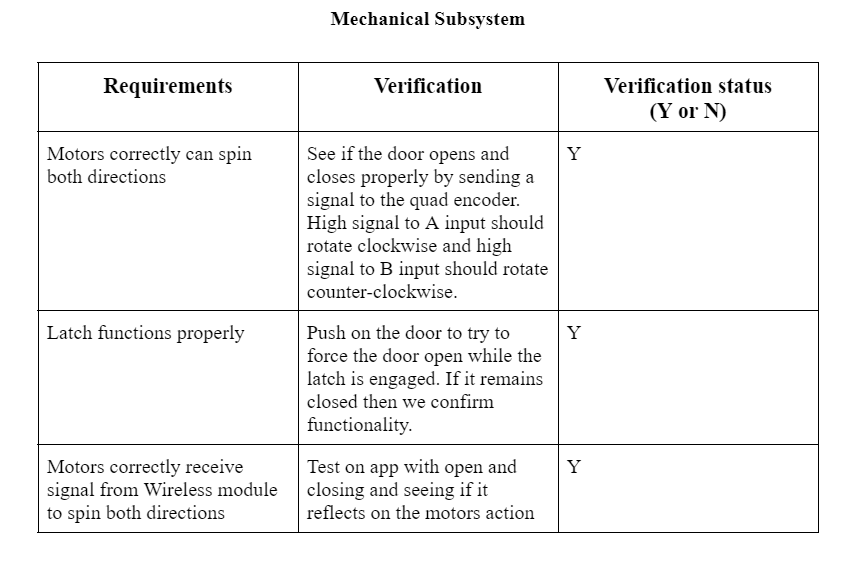 Mechanical Subsystem
Requirements
Verification
Verification status
(Y or N)
Motors correctly can spin
both directions
See if the door opens and
closes properly by sending a
signal to the quad encoder.
High signal to A input should
rotate clockwise and high
signal to B input should rotate
counter-clockwise.
Y
Latch functions properly
Push on the door to try to
force the door open while the
latch is engaged. If it remains
closed then we confirm
functionality.
Y
Motors correctly receive
signal from Wireless module
to spin both directions
Test on app with open and
closing and seeing if it
reflects on the motors action
Y